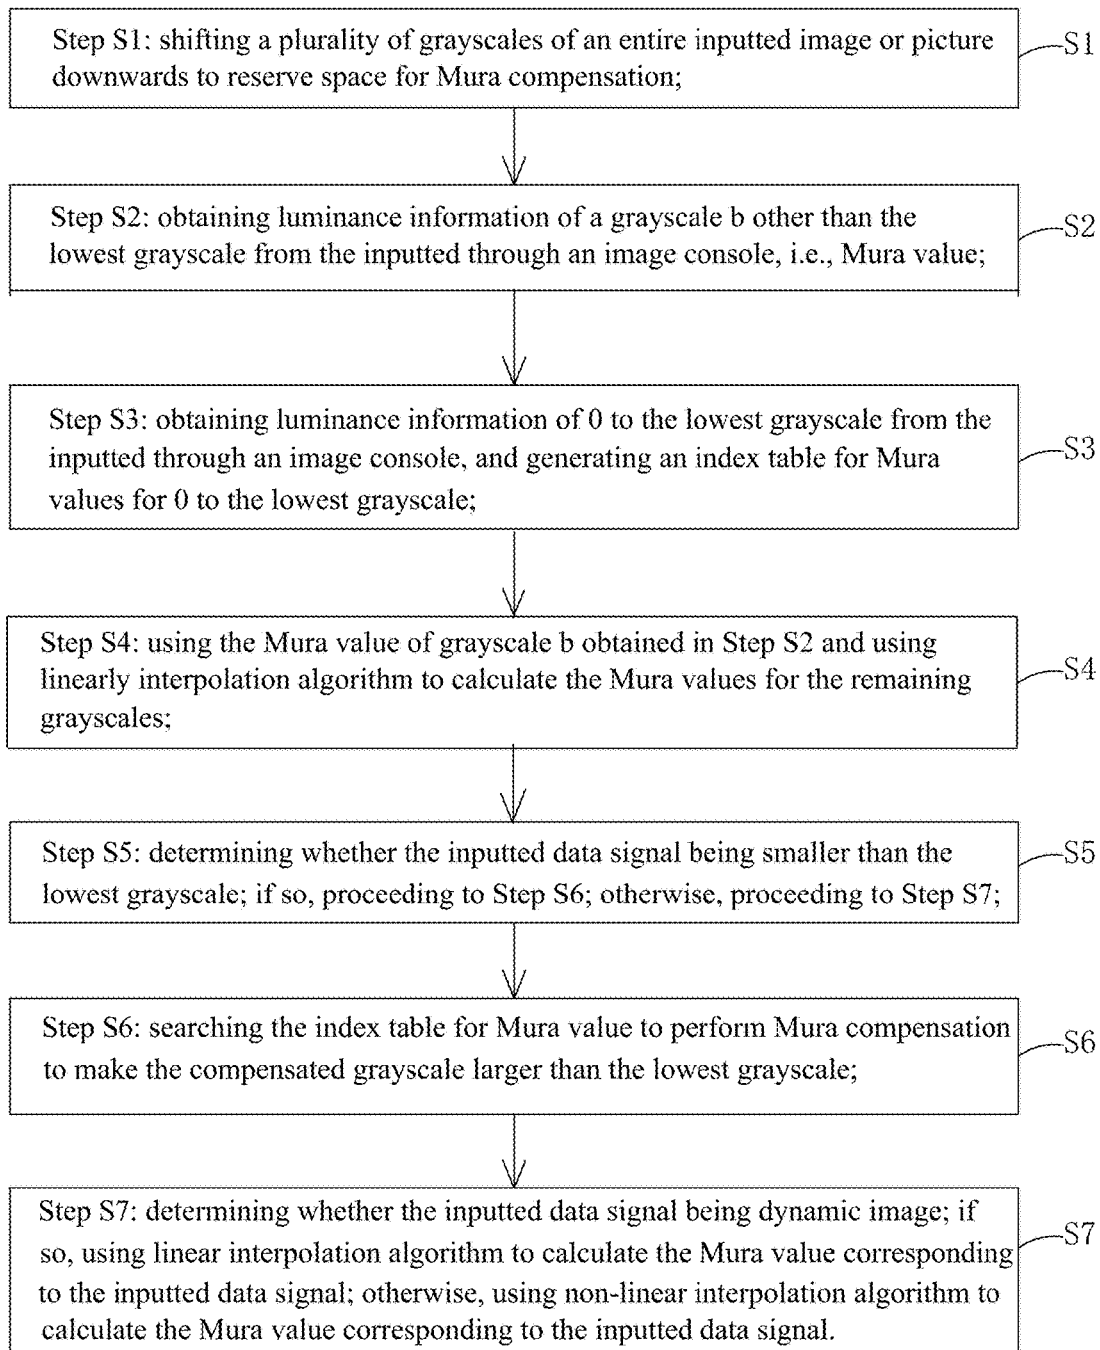 Step S1: shifting a plurality of grayscales of an entire inputted image or picture
downwards to reserve space for Mura compensation;
S1
Step S2: obtaining luminance information of a grayscale b other than the
lowest grayscale from the inputted through an image console, i.e., Mura value;
S2
Step S3: obtaining luminance information of 0 to the lowest grayscale from the
inputted through an image console, and generating an index table for Mura
values for 0 to the lowest grayscale;
S3
Step S4: using the Mura value of grayscale b obtained in Step S2 and using
linearly interpolation algorithm to calculate the Mura values for the remaining
grayscales;
S4
Step S5: determining whether the inputted data signal being smaller than the
lowest grayscale; if so, proceeding to Step S6; otherwise, proceeding to Step S7;
S5
Step S6: searching the index table for Mura value to perform Mura compensation
to make the compensated grayscale larger than the lowest grayscale;
S6
Step S7: determining whether the inputted data signal being dynamic image; if
so, using linear interpolation algorithm to calculate the Mura value corresponding
to the inputted data signal; otherwise, using non-linear interpolation algorithm to
calculate the Mura value corresponding to the inputted data signal.
S7